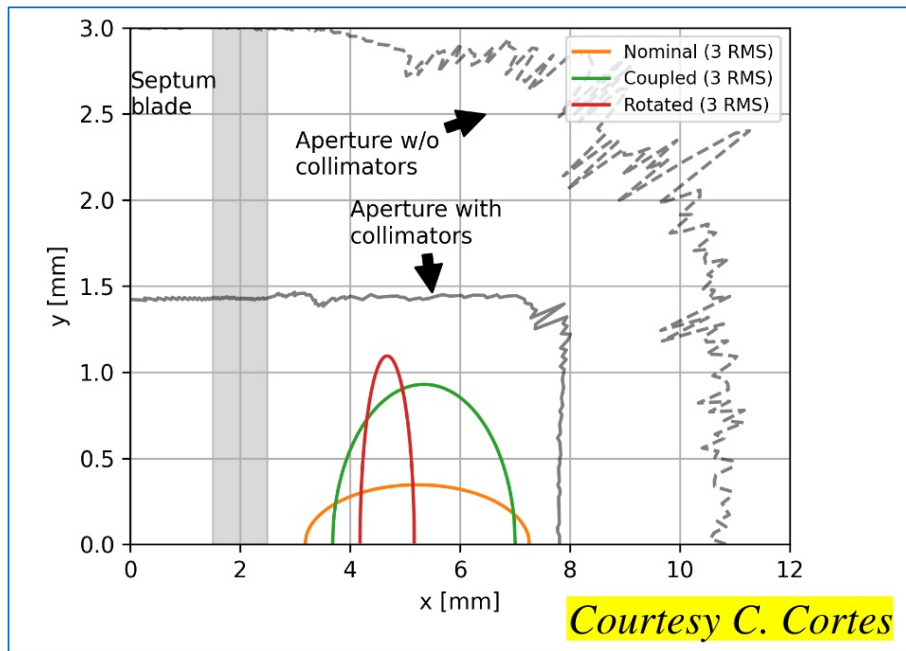 3.0
2.5
2.0
1.5
1.0
0.5
0.0
y [mm]
Septum
blade
Nominal (3 RMS)
Coupled (3 RMS)
Rotated (3 RMS)
Aperture w/o
collimators
Aperture with
collimators
0 2 4 6 8 10 12
x [mm]
Courtesy C. Cortes